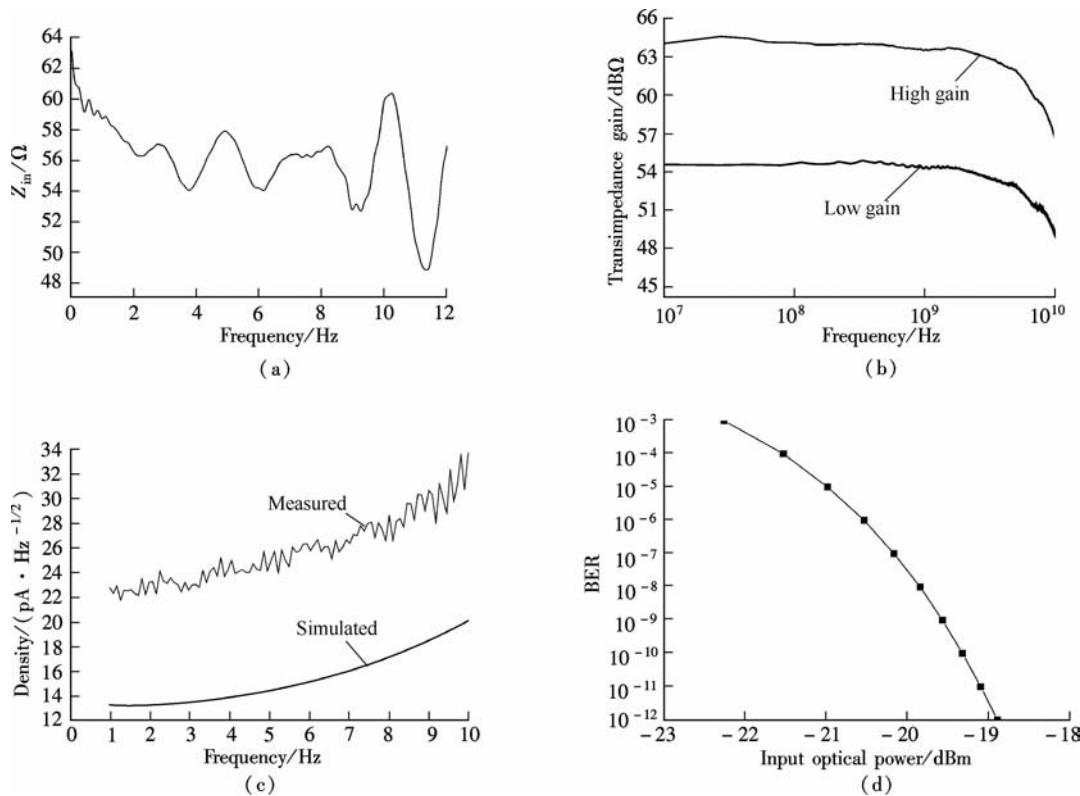 64
62
60
58
56
54
52
50
48
Z_in/Ω
0 2 4 6 8 10 12
Frequency/Hz
(a)
66
63
60
57
54
51
48
45
Transimpedance gain/dBΩ
High gain
Low gain
10^7 10^8 10^9 10^10
Frequency/Hz
(b)
34
32
30
28
26
24
22
20
18
16
14
12
Density/(pA·Hz^-1/2)
Measured
Simulated
0 1 2 3 4 5 6 7 8 9 10
Frequency/Hz
(c)
10^-3
10^-4
10^-5
10^-6
10^-7
10^-8
10^-9
10^-10
10^-11
10^-12
BER
-23 -22 -21 -20 -19 -18
Input optical power/dBm
(d)